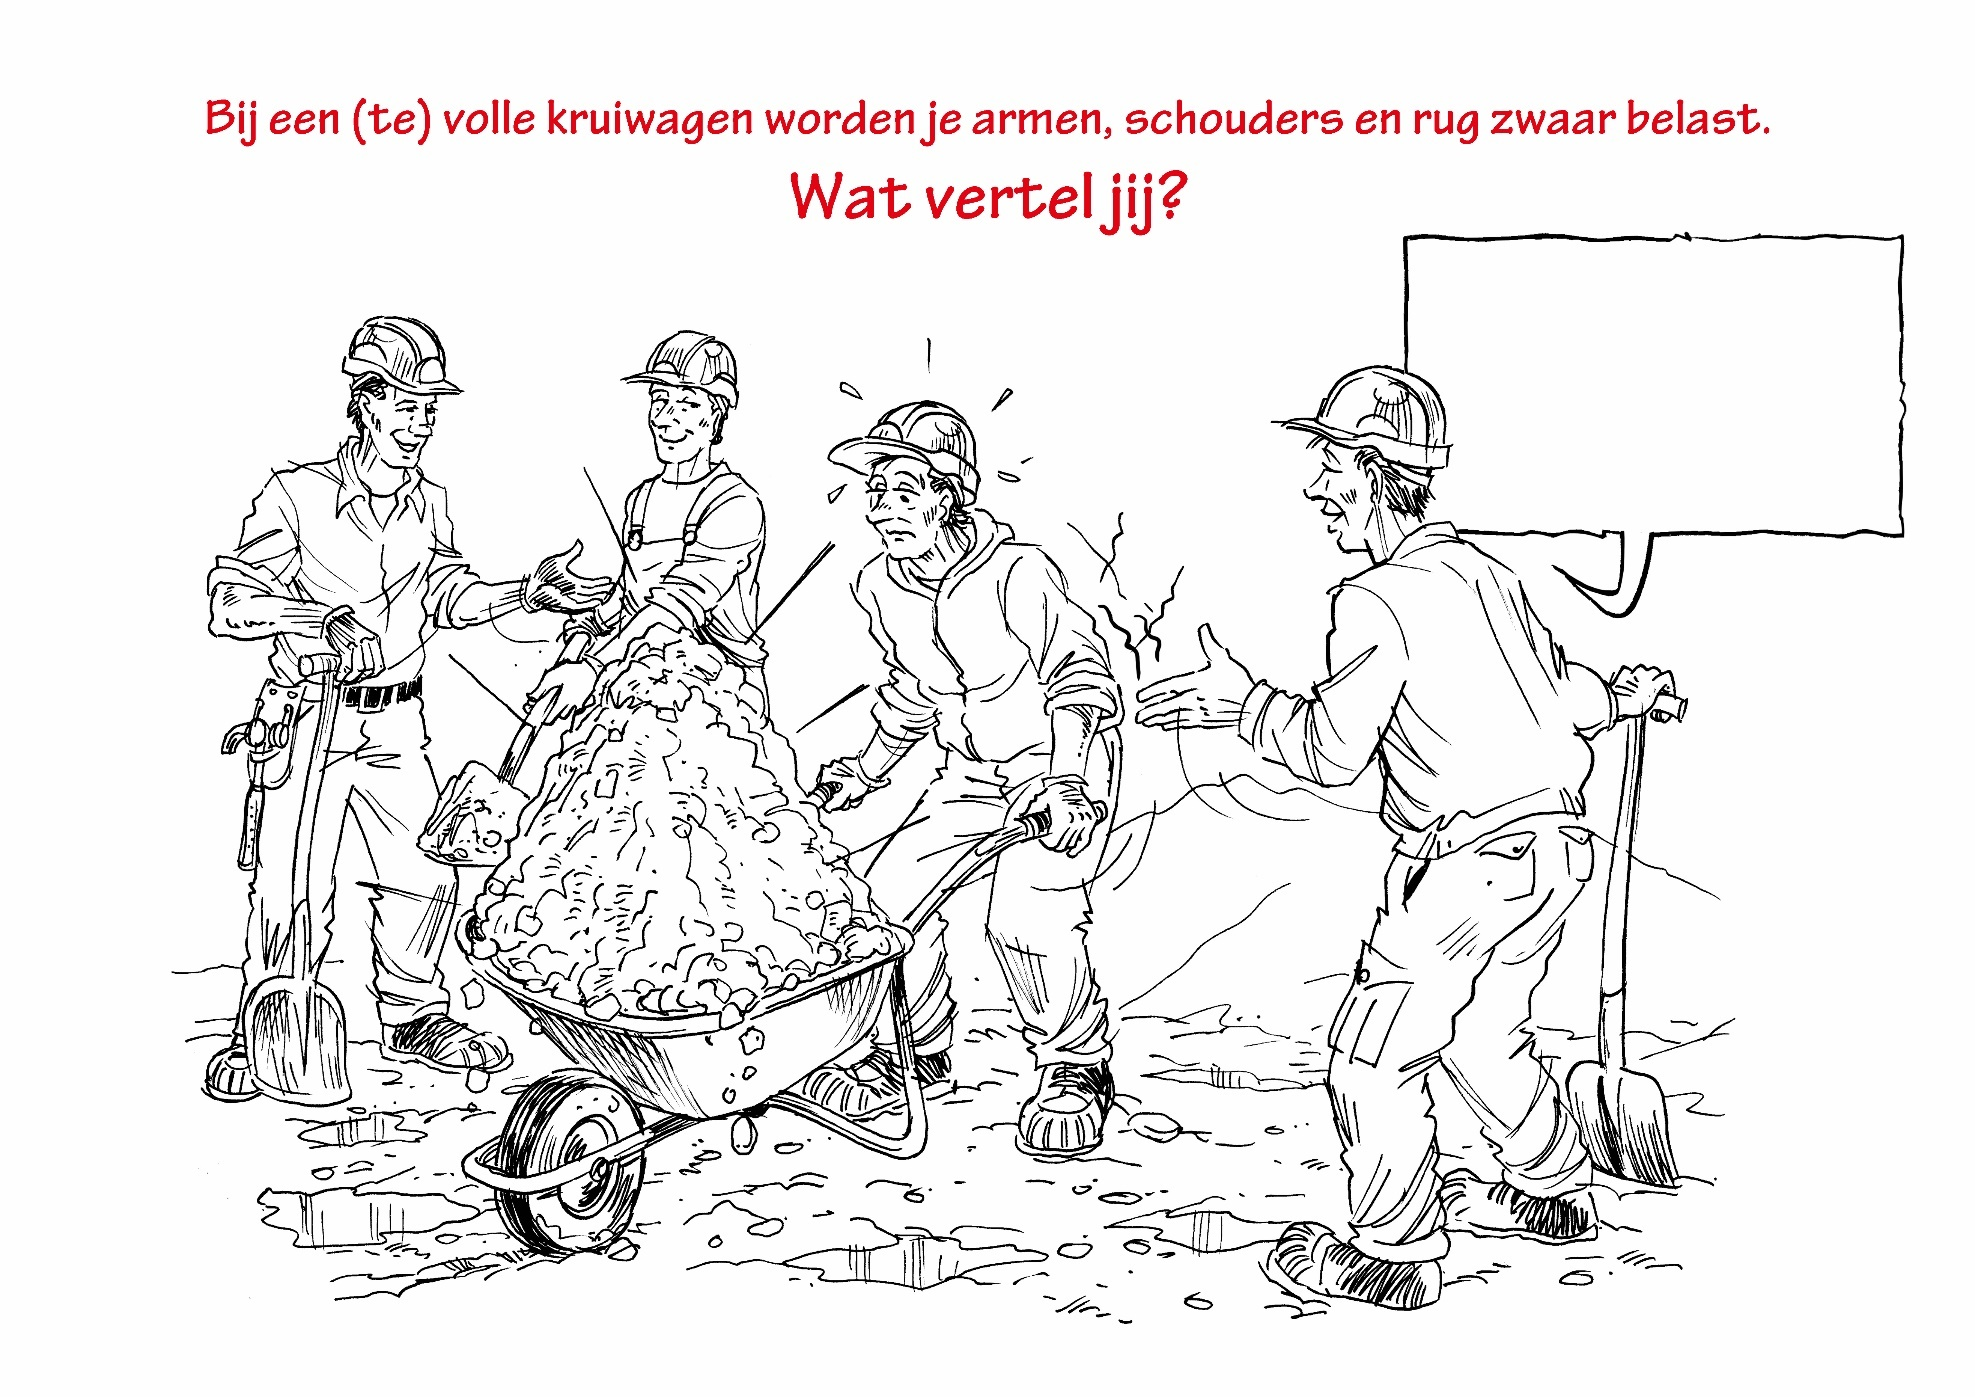 Bij een (te) volle kruiwagen worden je armen, schouders en rug zwaar belast.
Wat vertel jij?